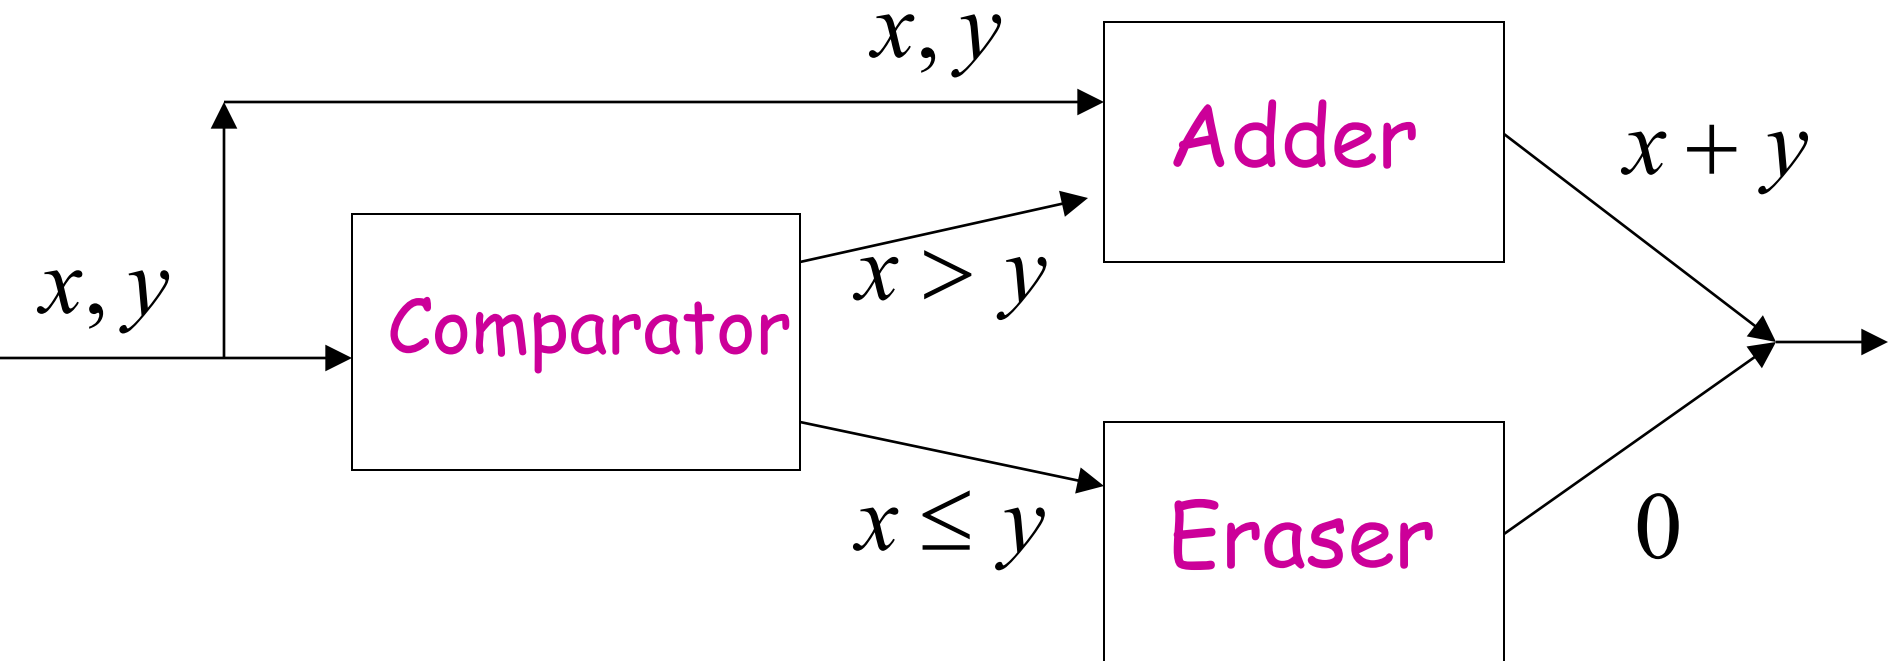 x, y
Adder
x + y
x, y
x > y
Comparator
x ≤ y
Eraser
0